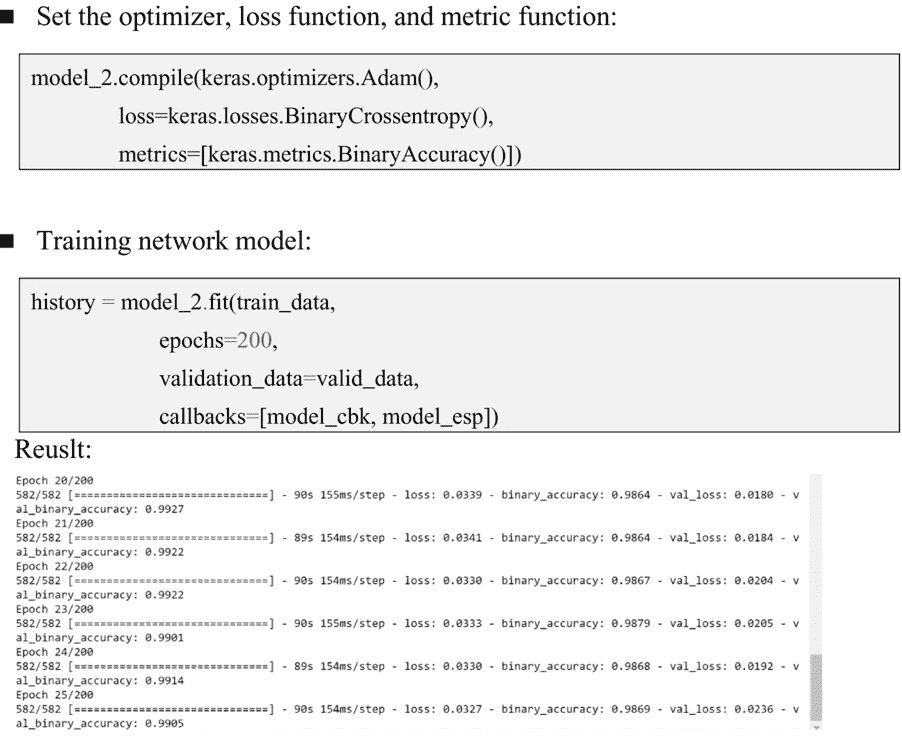 Set the optimizer, loss function, and metric function:
model_2.compile(keras.optimizers.Adam(),
loss=keras.losses.BinaryCrossentropy(),
metrics=[keras.metrics.BinaryAccuracy()])
Training network model:
history = model_2.fit(train_data,
epochs=200,
validation_data=valid_data,
callbacks=[model_cbk, model_esp])
Reuslt:
Epoch 20/200
582/582 [==============================] - 90s 155ms/step - loss: 0.0339 - binary_accuracy: 0.9864 - val_loss: 0.0180 - v
al_binary_accuracy: 0.9927
Epoch 21/200
582/582 [==============================] - 89s 154ms/step - loss: 0.0341 - binary_accuracy: 0.9864 - val_loss: 0.0184 - v
al_binary_accuracy: 0.9922
Epoch 22/200
582/582 [==============================] - 90s 154ms/step - loss: 0.0330 - binary_accuracy: 0.9867 - val_loss: 0.0204 - v
al_binary_accuracy: 0.9922
Epoch 23/200
582/582 [==============================] - 90s 155ms/step - loss: 0.0333 - binary_accuracy: 0.9879 - val_loss: 0.0205 - v
al_binary_accuracy: 0.9901
Epoch 24/200
582/582 [==============================] - 89s 154ms/step - loss: 0.0330 - binary_accuracy: 0.9868 - val_loss: 0.0192 - v
al_binary_accuracy: 0.9914
Epoch 25/200
582/582 [==============================] - 90s 154ms/step - loss: 0.0327 - binary_accuracy: 0.9869 - val_loss: 0.0236 - v
al_binary_accuracy: 0.9905